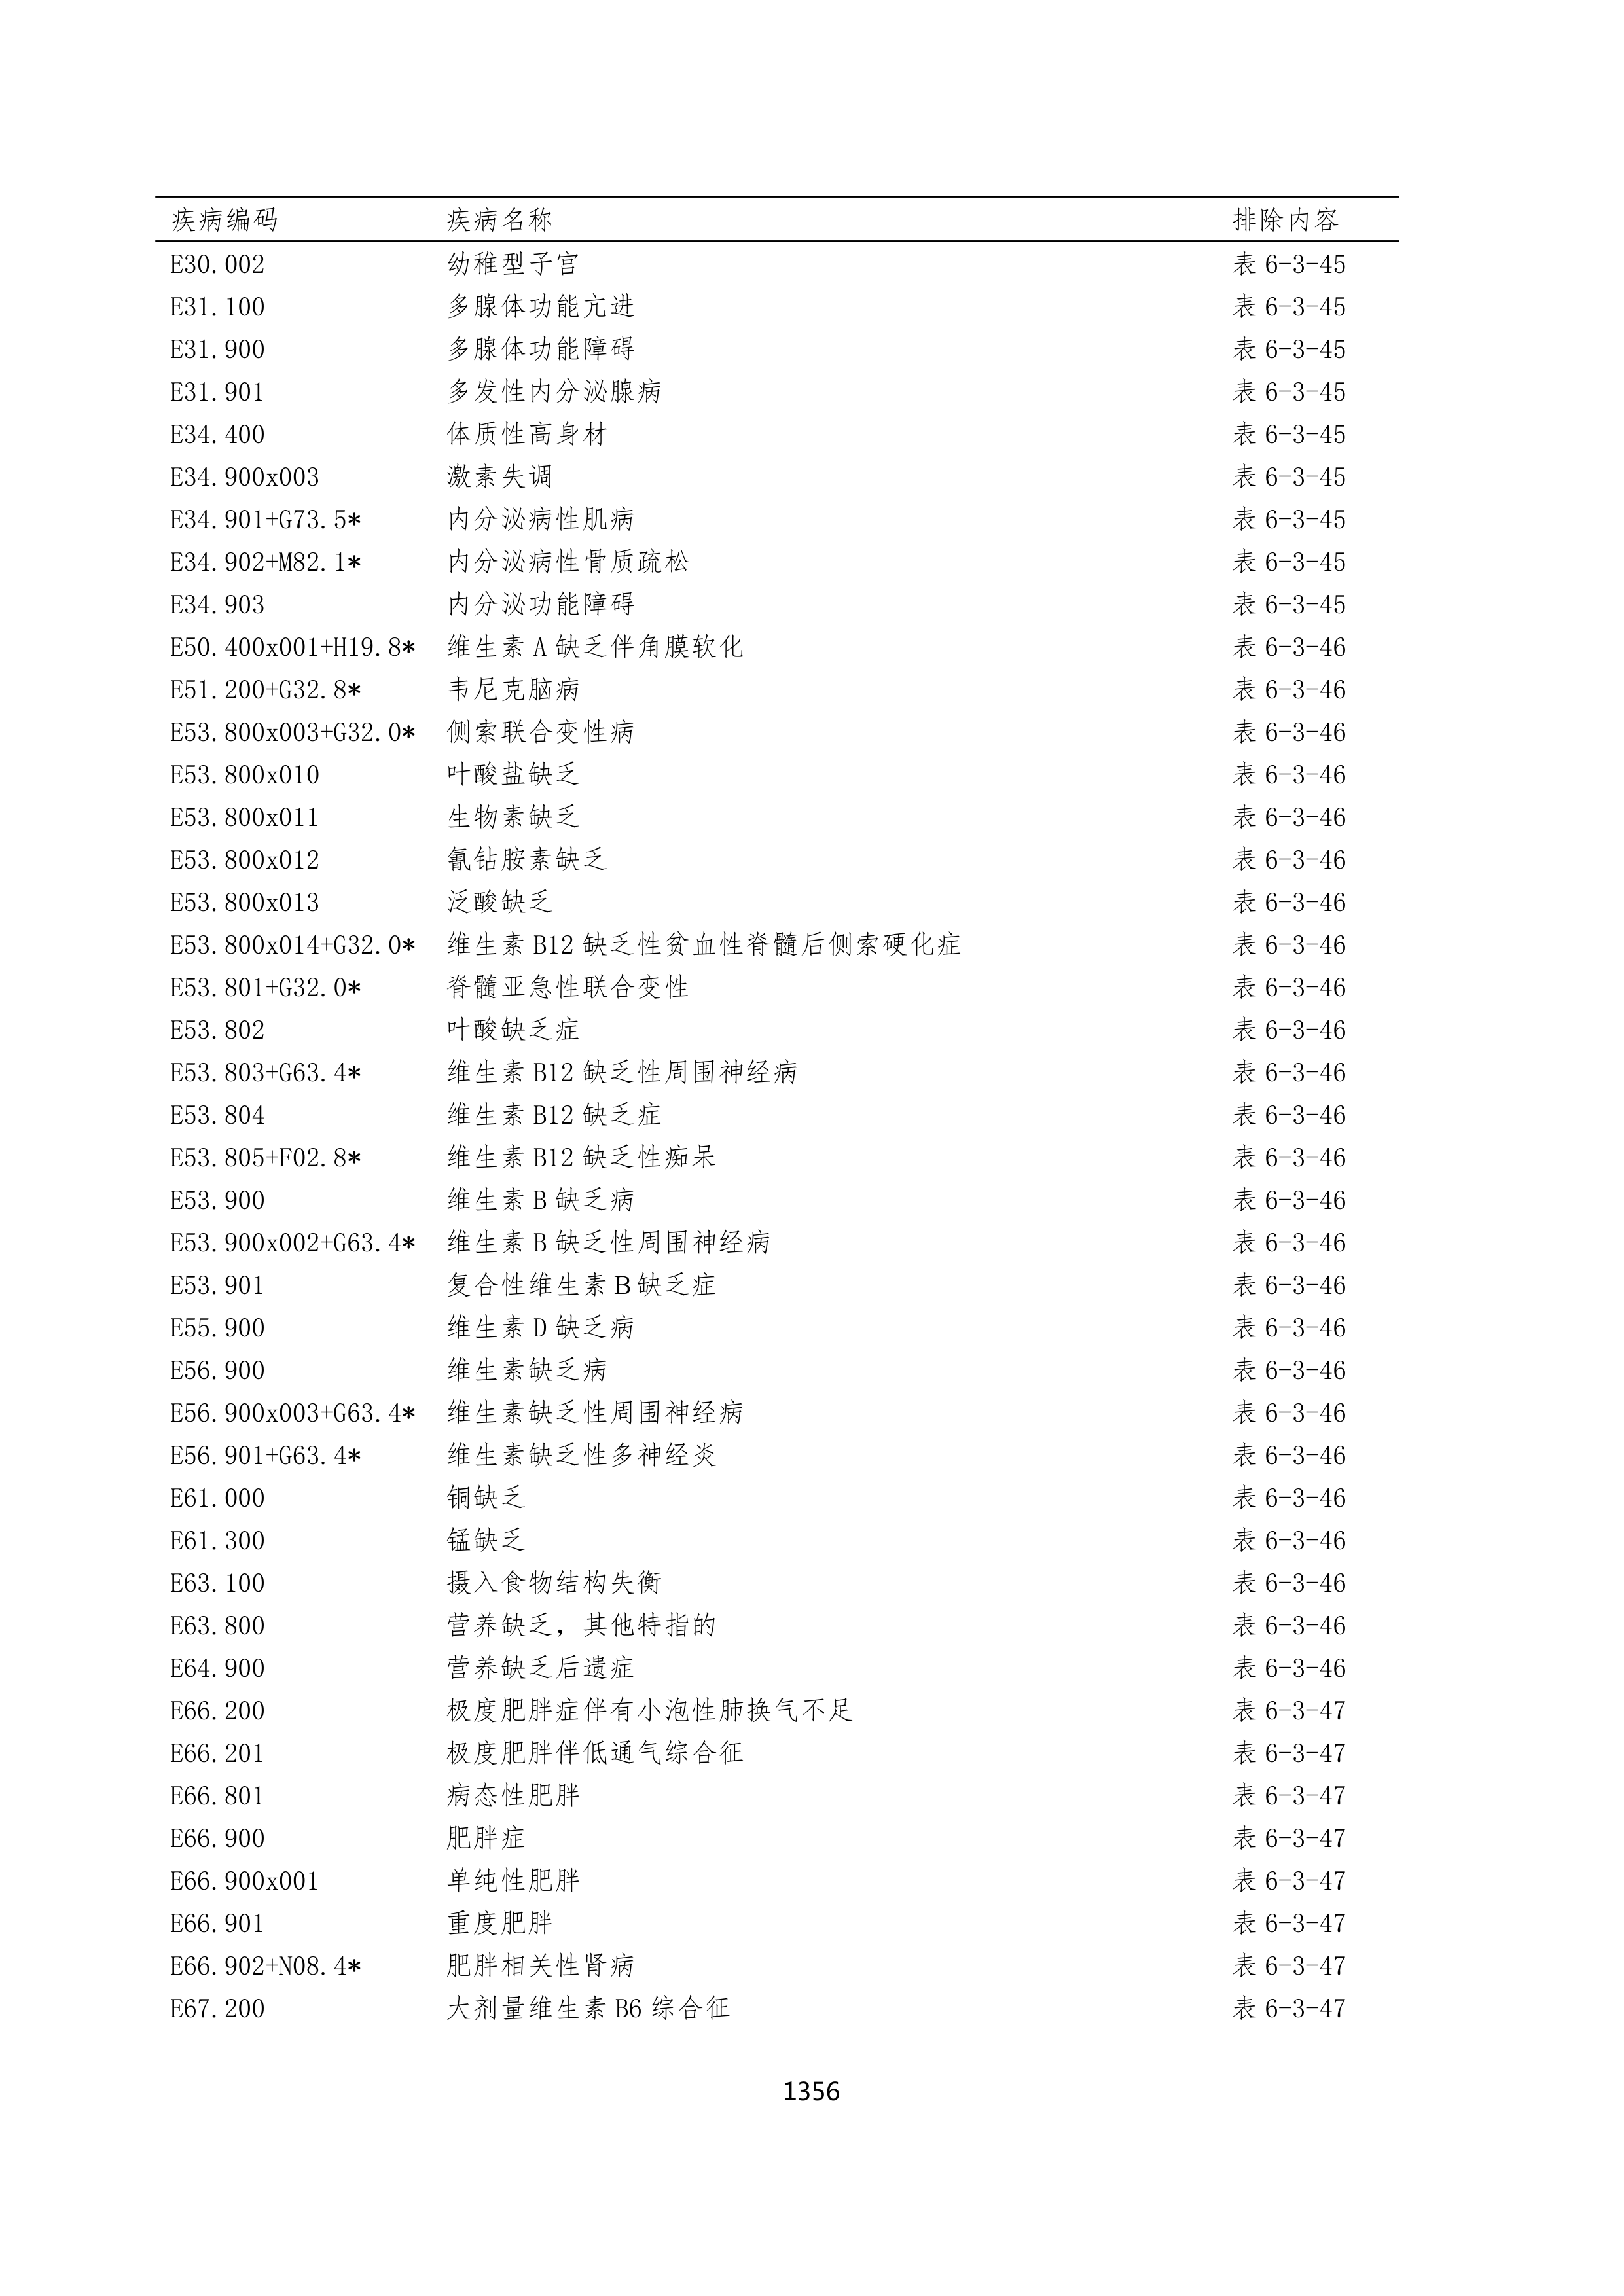 疾病编码 疾病名称 排除内容
E30.002 幼稚型子宫 表 6-3-45
E31.100 多腺体功能亢进 表 6-3-45
E31.900 多腺体功能障碍 表 6-3-45
E31.901 多发性内分泌腺病 表 6-3-45
E34.400 体质性高身材 表 6-3-45
E34.900x003 激素失调 表 6-3-45
E34.901+G73.5* 内分泌病性肌病 表 6-3-45
E34.902+M82.1* 内分泌病性骨质疏松 表 6-3-45
E34.903 内分泌功能障碍 表 6-3-45
E50.400x001+H19.8* 维生素 A 缺乏伴角膜软化 表 6-3-46
E51.200+G32.8* 韦尼克脑病 表 6-3-46
E53.800x003+G32.0* 侧索联合变性病 表 6-3-46
E53.800x010 叶酸盐缺乏 表 6-3-46
E53.800x011 生物素缺乏 表 6-3-46
E53.800x012 氰钴胺素缺乏 表 6-3-46
E53.800x013 泛酸缺乏 表 6-3-46
E53.800x014+G32.0* 维生素 B12 缺乏性贫血性脊髓后侧索硬化症 表 6-3-46
E53.801+G32.0* 脊髓亚急性联合变性 表 6-3-46
E53.802 叶酸缺乏症 表 6-3-46
E53.803+G63.4* 维生素 B12 缺乏性周围神经病 表 6-3-46
E53.804 维生素 B12 缺乏症 表 6-3-46
E53.805+F02.8* 维生素 B12 缺乏性痴呆 表 6-3-46
E53.900 维生素 B 缺乏病 表 6-3-46
E53.900x002+G63.4* 维生素 B 缺乏性周围神经病 表 6-3-46
E53.901 复合性维生素 B 缺乏症 表 6-3-46
E55.900 维生素 D 缺乏病 表 6-3-46
E56.900 维生素缺乏病 表 6-3-46
E56.900x003+G63.4* 维生素缺乏性周围神经病 表 6-3-46
E56.901+G63.4* 维生素缺乏性多神经炎 表 6-3-46
E61.000 铜缺乏 表 6-3-46
E61.300 锰缺乏 表 6-3-46
E63.100 摄入食物结构失衡 表 6-3-46
E63.800 营养缺乏，其他特指的 表 6-3-46
E64.900 营养缺乏后遗症 表 6-3-46
E66.200 极度肥胖症伴有小泡性肺换气不足 表 6-3-47
E66.201 极度肥胖伴低通气综合征 表 6-3-47
E66.801 病态性肥胖 表 6-3-47
E66.900 肥胖症 表 6-3-47
E66.900x001 单纯性肥胖 表 6-3-47
E66.901 重度肥胖 表 6-3-47
E66.902+N08.4* 肥胖相关性肾病 表 6-3-47
E67.200 大剂量维生素 B6 综合征 表 6-3-47
1356